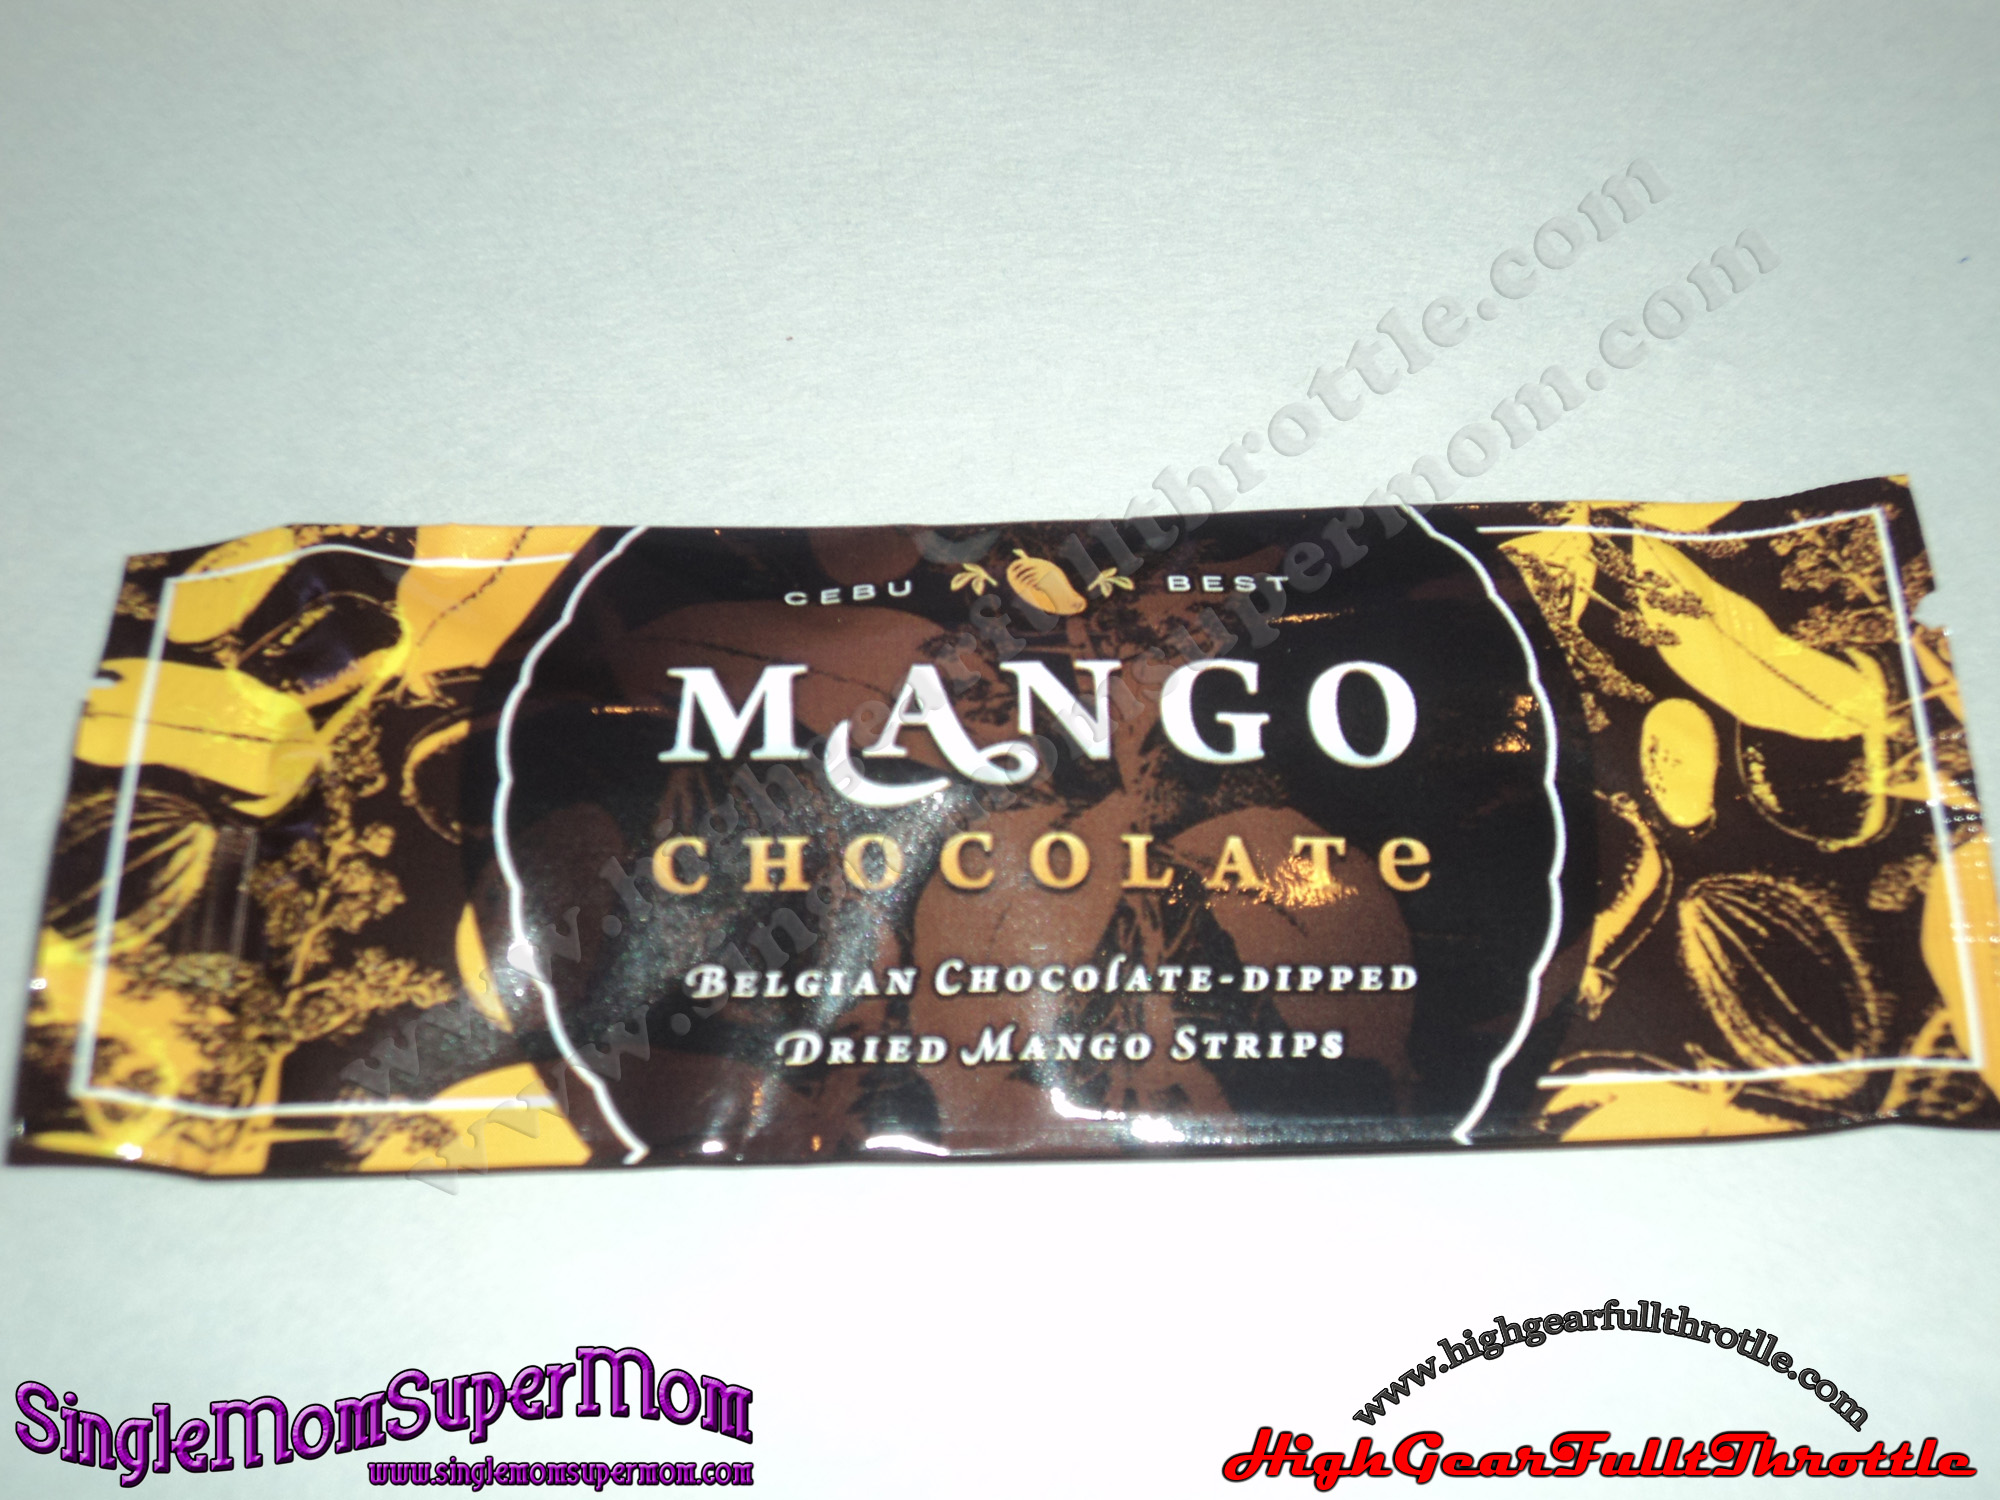 www.highgearfullthrottle.com
www.singlemomsupermom.com
CEBU BEST
MANGO
CHOCOLATE
BELGIAN CHOCOLATE-DIPPED
DRIED MANGO STRIPS
SingleMomSuperMom
www.singlemomsupermom.com
www.highgearfullthrotlle.com
HighGearFulltThrottle